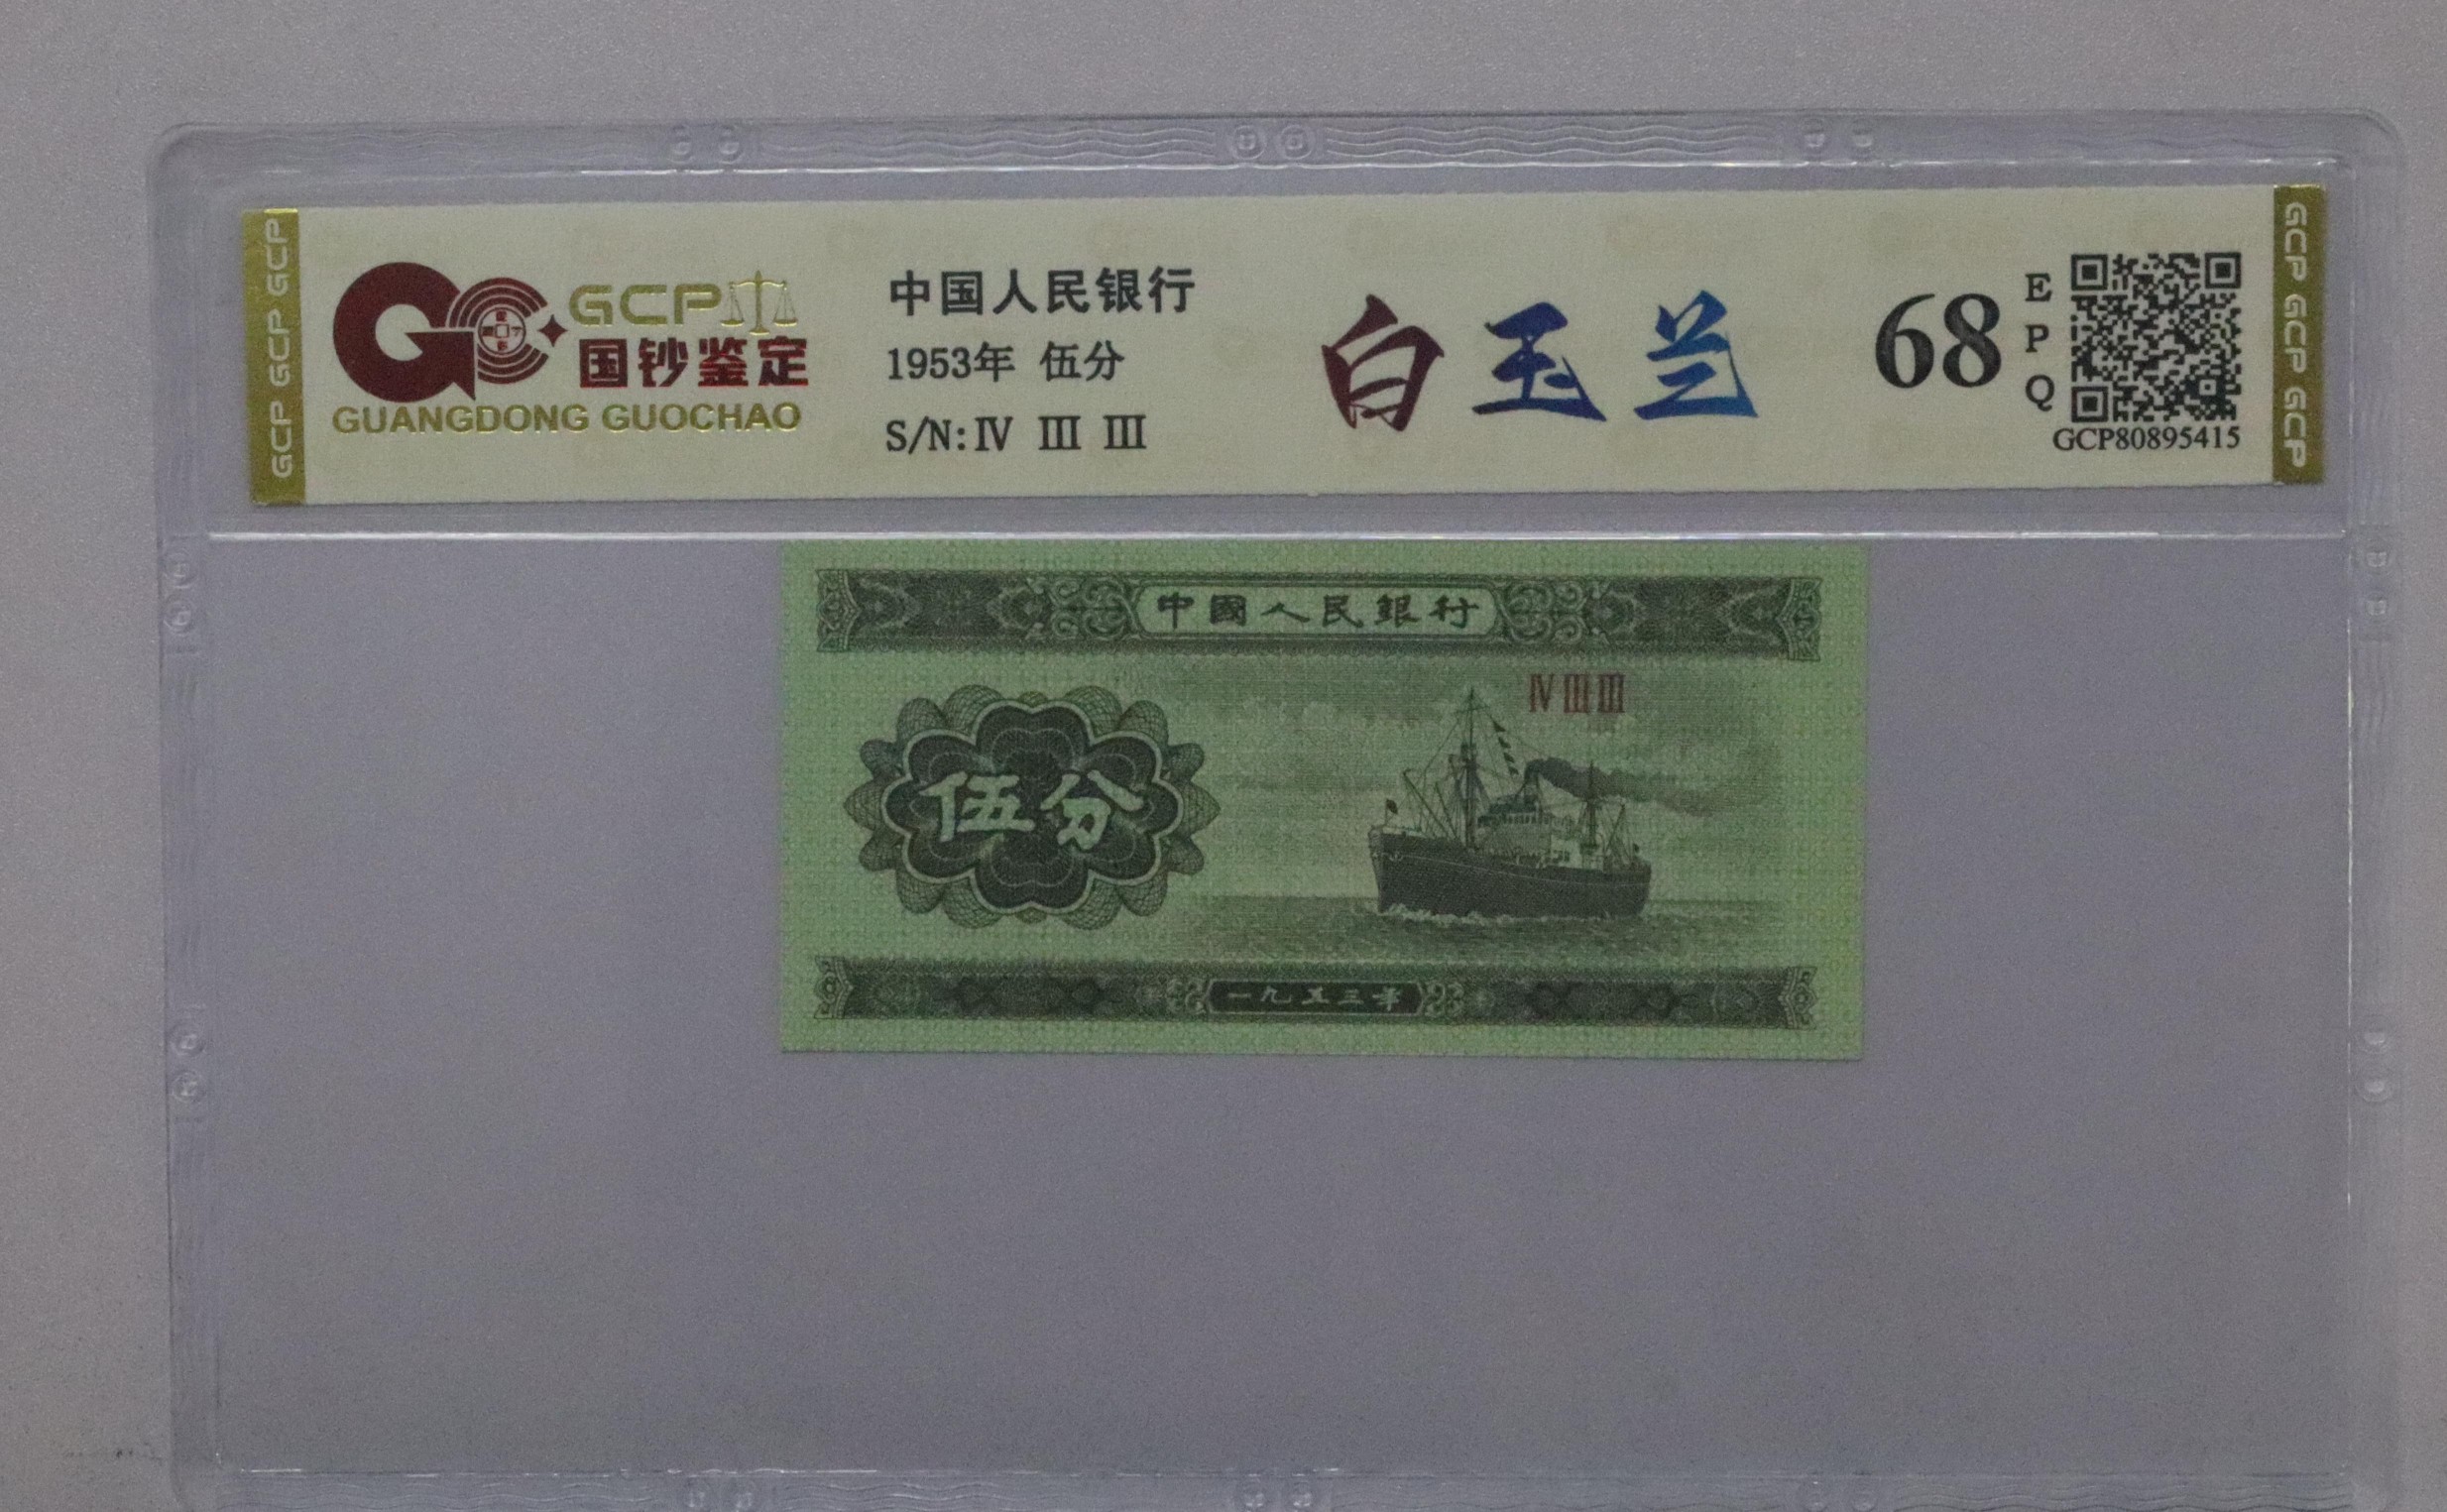 GCP GCP GCP
GCP
国钞鉴定
GUANGDONG GUOCHAO
中国人民银行
1953年 伍分
S/N: Ⅳ Ⅲ Ⅲ
白玉兰
68
EPQ
GCP80895415
GCP GCP GCP
中國人民銀行
Ⅳ Ⅲ Ⅲ
伍分
一九五三年